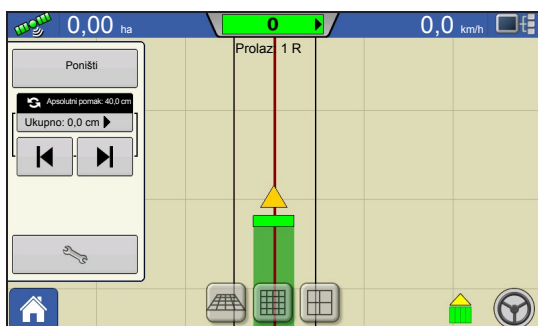 0,00 ha
0
0,0 km/h
Prolaz: 1 R
Poništi
Apsolutni pomak: 40,0 cm
Ukupno: 0,0 cm